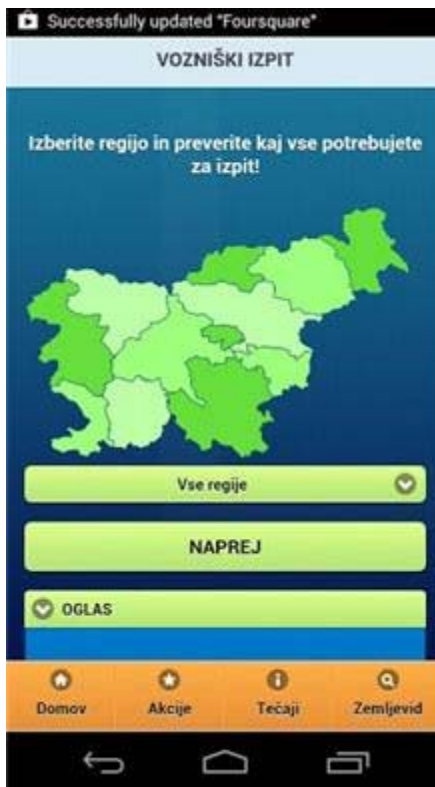 Successfully updated "Foursquare"
VOZNIŠKI IZPIT
Izberite regijo in preverite kaj vse potrebujete
za izpit!
Vse regije
NAPREJ
OGLAS
Domov
Akcije
Tečaji
Zemljevid